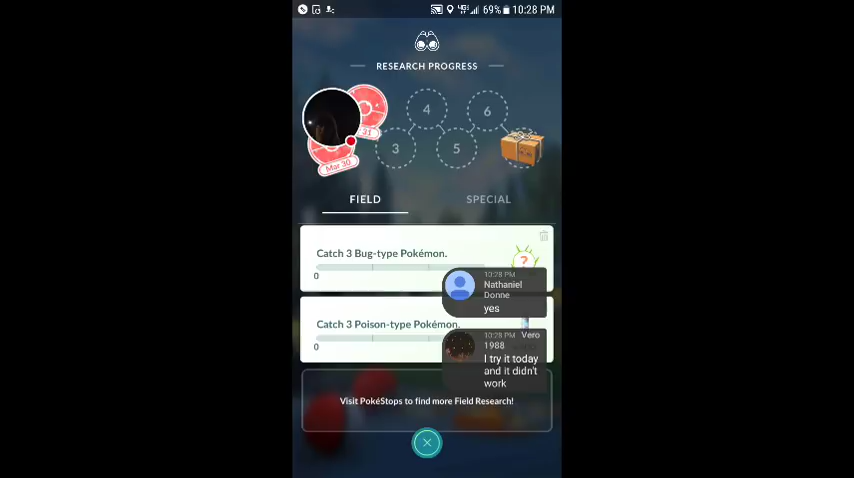 69% 10:28 PM
RESEARCH PROGRESS
4
6
Mar 30
3
5
FIELD
SPECIAL
Catch 3 Bug-type Pokémon.
?
0
10:28 PM
Nathaniel
Donne
yes
Catch 3 Poison-type Pokémon.
0
10:28 PM Vero
1988
I try it today
and it didn't
work
Visit PokéStops to find more Field Research!